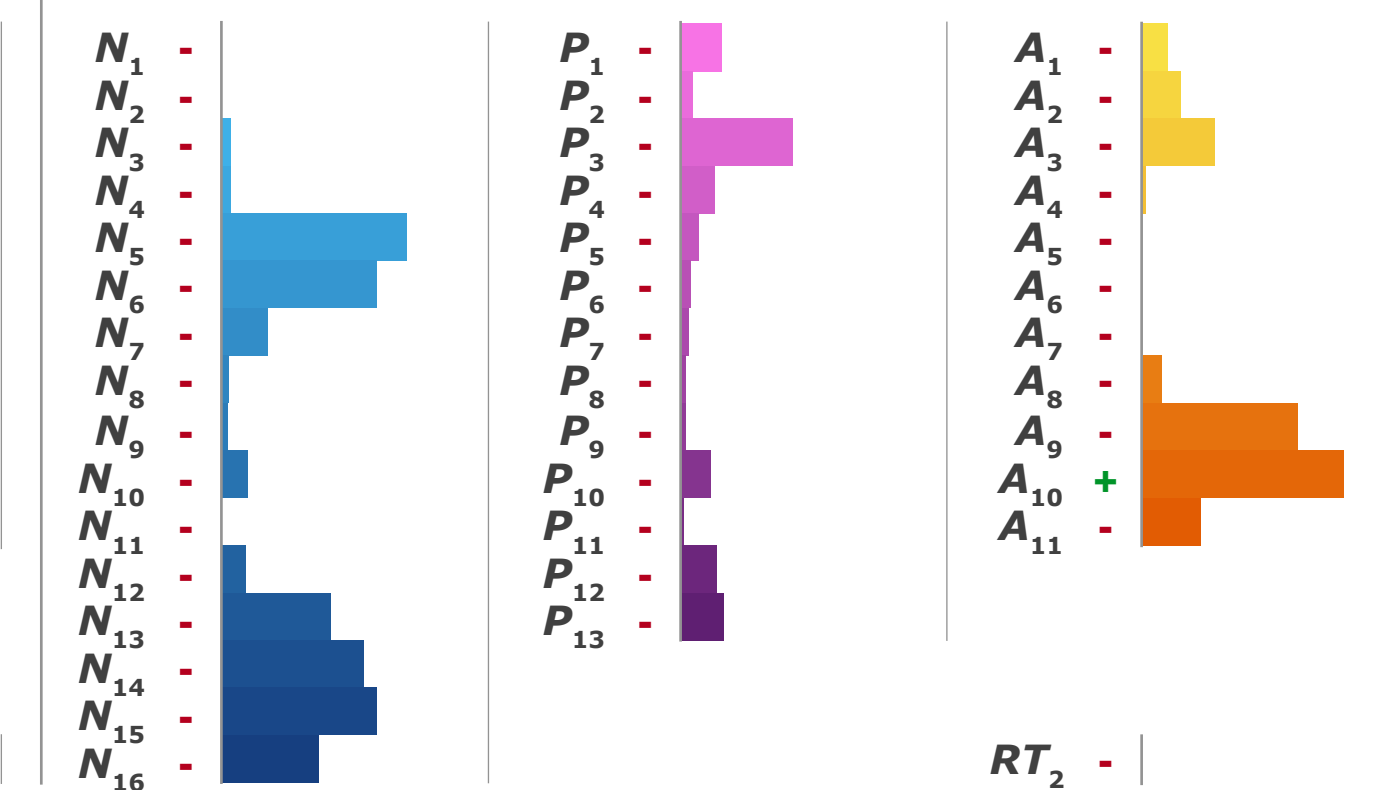 N1 - P1 - A1 -
N2 - P2 - A2 -
N3 - P3 - A3 -
N4 - P4 - A4 -
N5 - P5 - A5 -
N6 - P6 - A6 -
N7 - P7 - A7 -
N8 - P8 - A8 -
N9 - P9 - A9 -
N10 - P10 - A10 +
N11 - P11 - A11 -
N12 - P12 -
N13 - P13 -
N14 -
N15 -
N16 - RT2 -